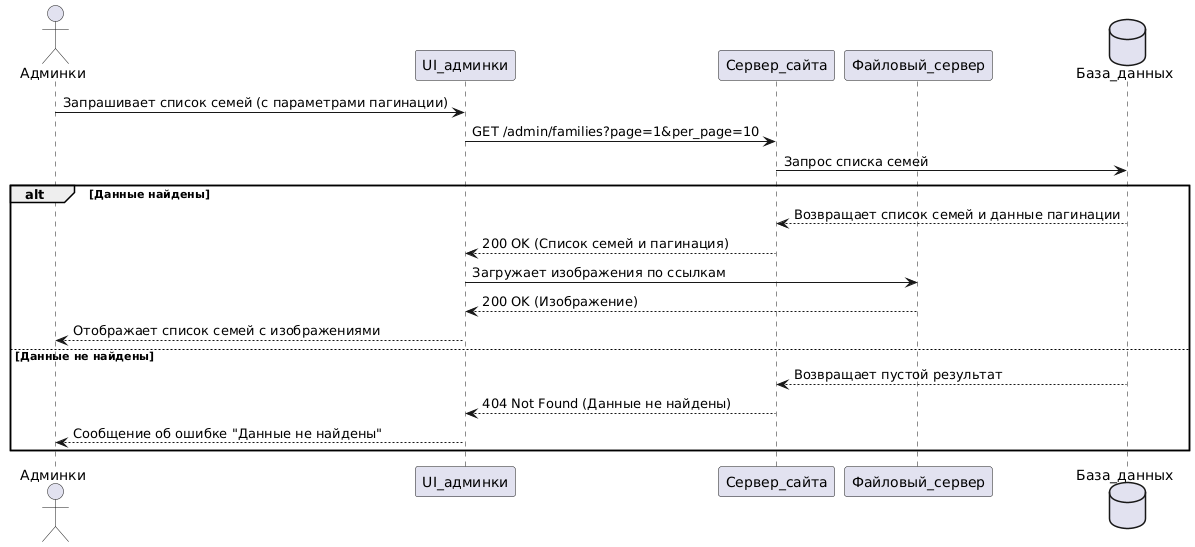 Админки
UI_админки
Сервер_сайта
Файловый_сервер
База_данных
Запрашивает список семей (с параметрами пагинации)
GET /admin/families?page=1&per_page=10
Запрос списка семей
alt [Данные найдены]
Возвращает список семей и данные пагинации
200 OK (Список семей и пагинация)
Загружает изображения по ссылкам
200 OK (Изображение)
Отображает список семей с изображениями
[Данные не найдены]
Возвращает пустой результат
404 Not Found (Данные не найдены)
Сообщение об ошибке "Данные не найдены"
Админки
UI_админки
Сервер_сайта
Файловый_сервер
База_данных